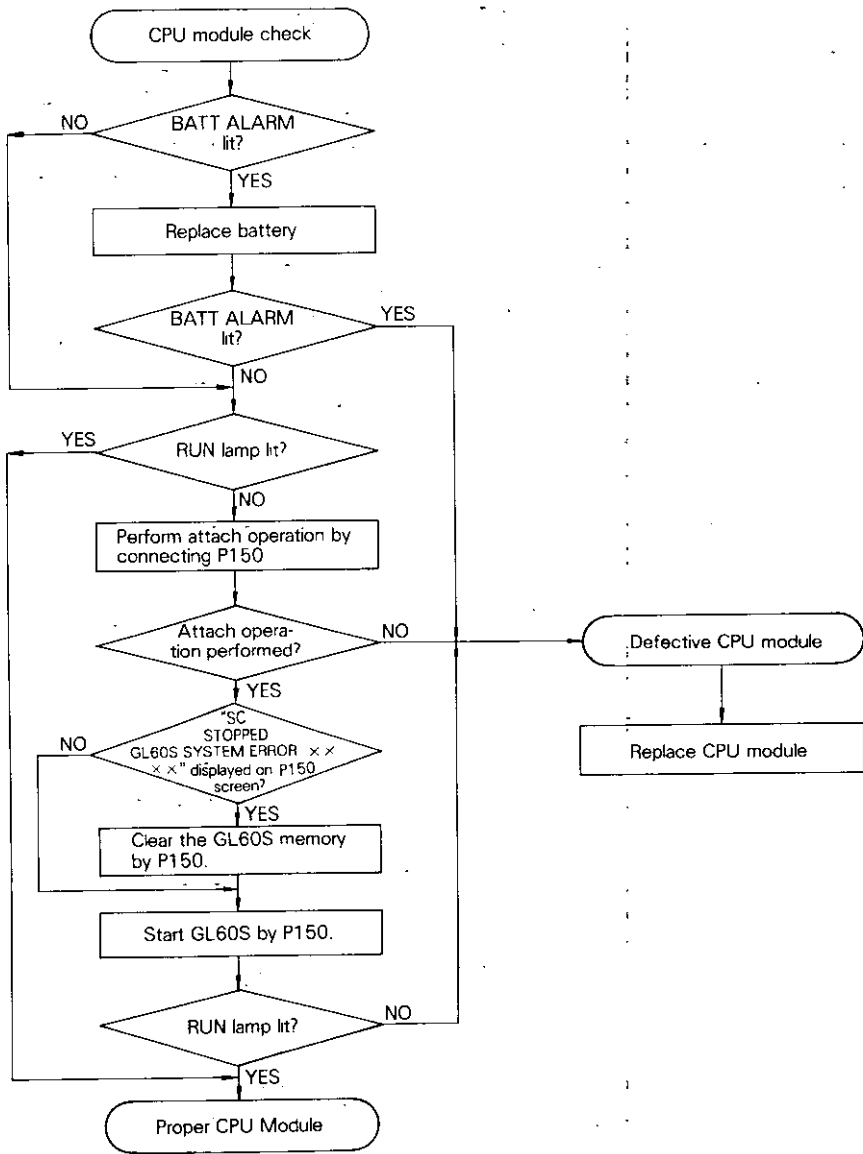 CPU module check
NO
BATT ALARM
lit?
YES
Replace battery
BATT ALARM
lit?
YES
NO
YES
RUN lamp lit?
NO
Perform attach operation by
connecting P150
Attach opera-
tion performed?
NO
YES
Defective CPU module
"SC
STOPPED
GL60S SYSTEM ERROR ××
××" displayed on P150
screen?
NO
YES
Replace CPU module
Clear the GL60S memory
by P150.
Start GL60S by P150.
RUN lamp lit?
NO
YES
Proper CPU Module